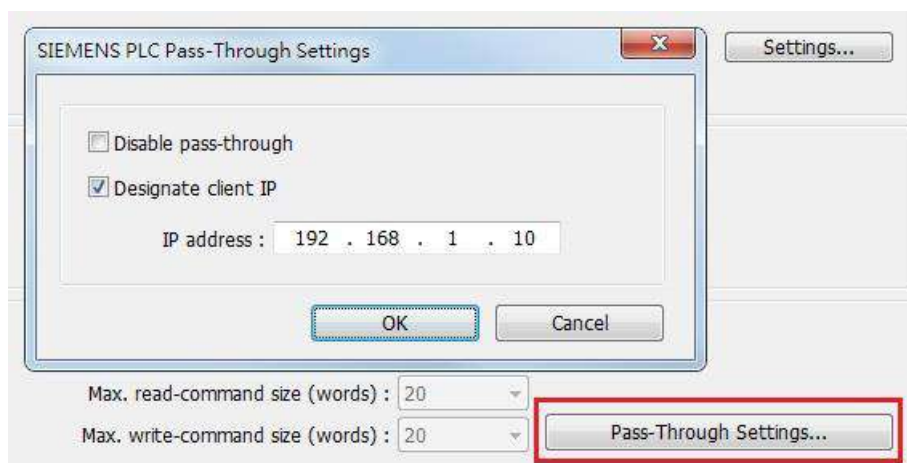 SIEMENS PLC Pass-Through Settings
Settings...
Disable pass-through
Designate client IP
IP address : 192 . 168 . 1 . 10
OK Cancel
Max. read-command size (words) : 20
Max. write-command size (words) : 20
Pass-Through Settings...